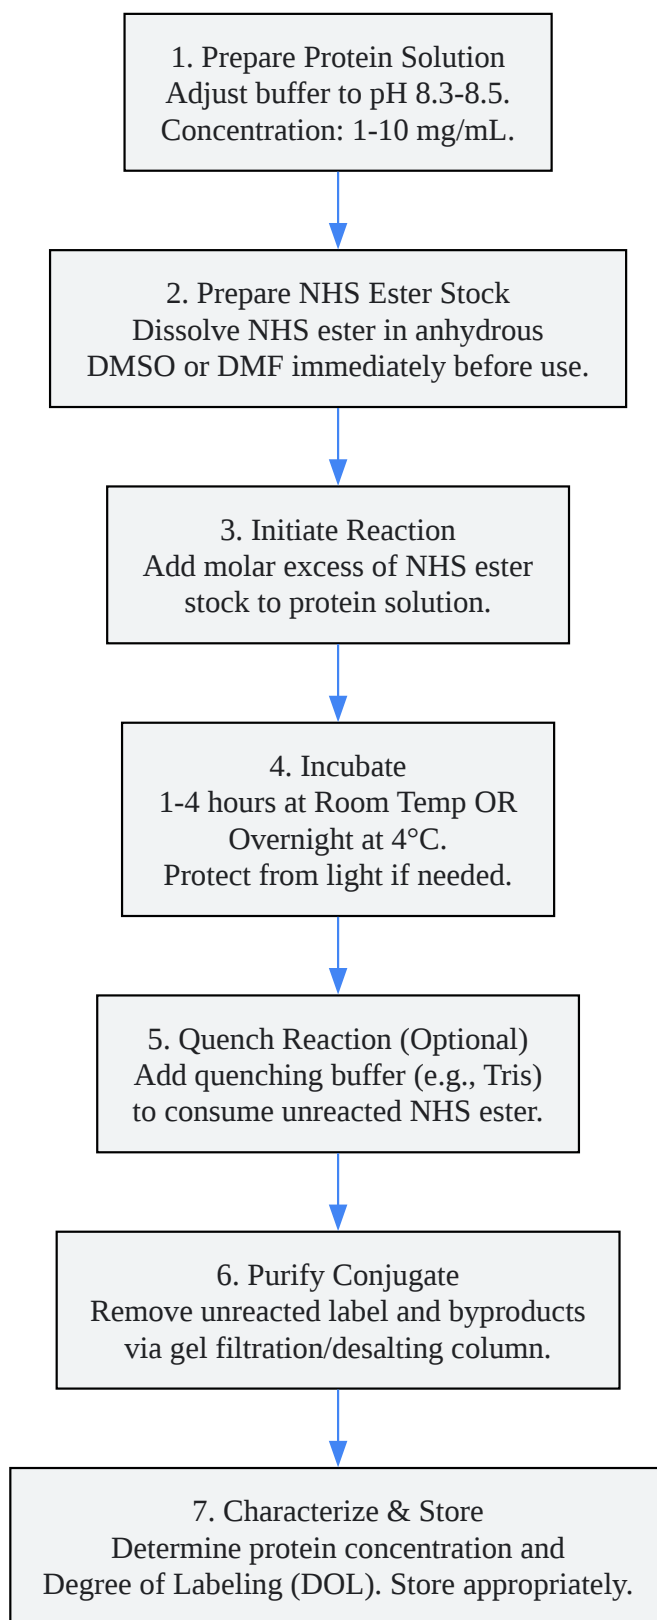 1. Prepare Protein Solution
Adjust buffer to pH 8.3-8.5.
Concentration: 1-10 mg/mL.
2. Prepare NHS Ester Stock
Dissolve NHS ester in anhydrous
DMSO or DMF immediately before use.
3. Initiate Reaction
Add molar excess of NHS ester
stock to protein solution.
4. Incubate
1-4 hours at Room Temp OR
Overnight at 4°C.
Protect from light if needed.
5. Quench Reaction (Optional)
Add quenching buffer (e.g., Tris)
to consume unreacted NHS ester.
6. Purify Conjugate
Remove unreacted label and byproducts
via gel filtration/desalting column.
7. Characterize & Store
Determine protein concentration and
Degree of Labeling (DOL). Store appropriately.